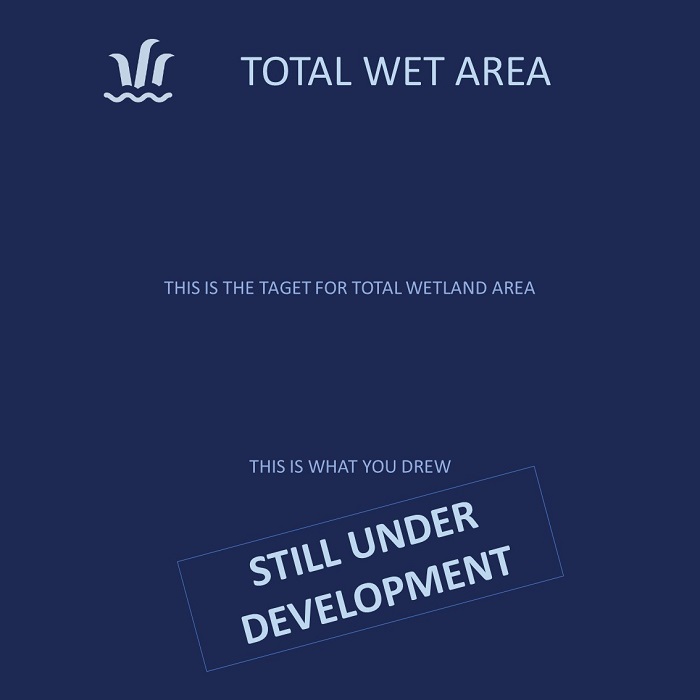 TOTAL WET AREA
THIS IS THE TAGET FOR TOTAL WETLAND AREA
THIS IS WHAT YOU DREW
STILL UNDER
DEVELOPMENT